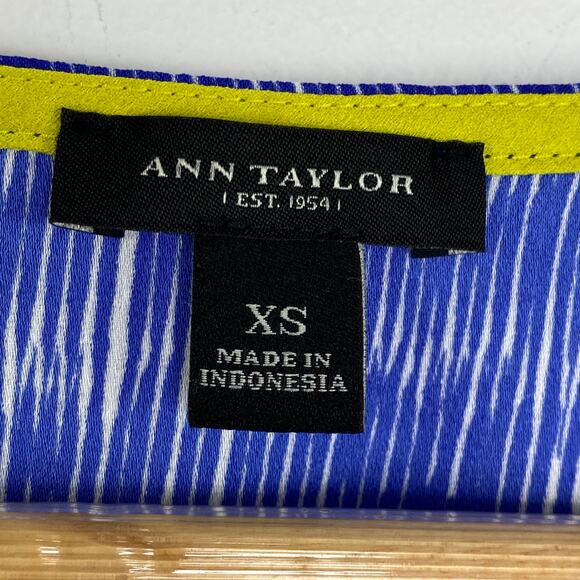 ANN TAYLOR
| EST. 1954 |
XS
MADE IN
INDONESIA